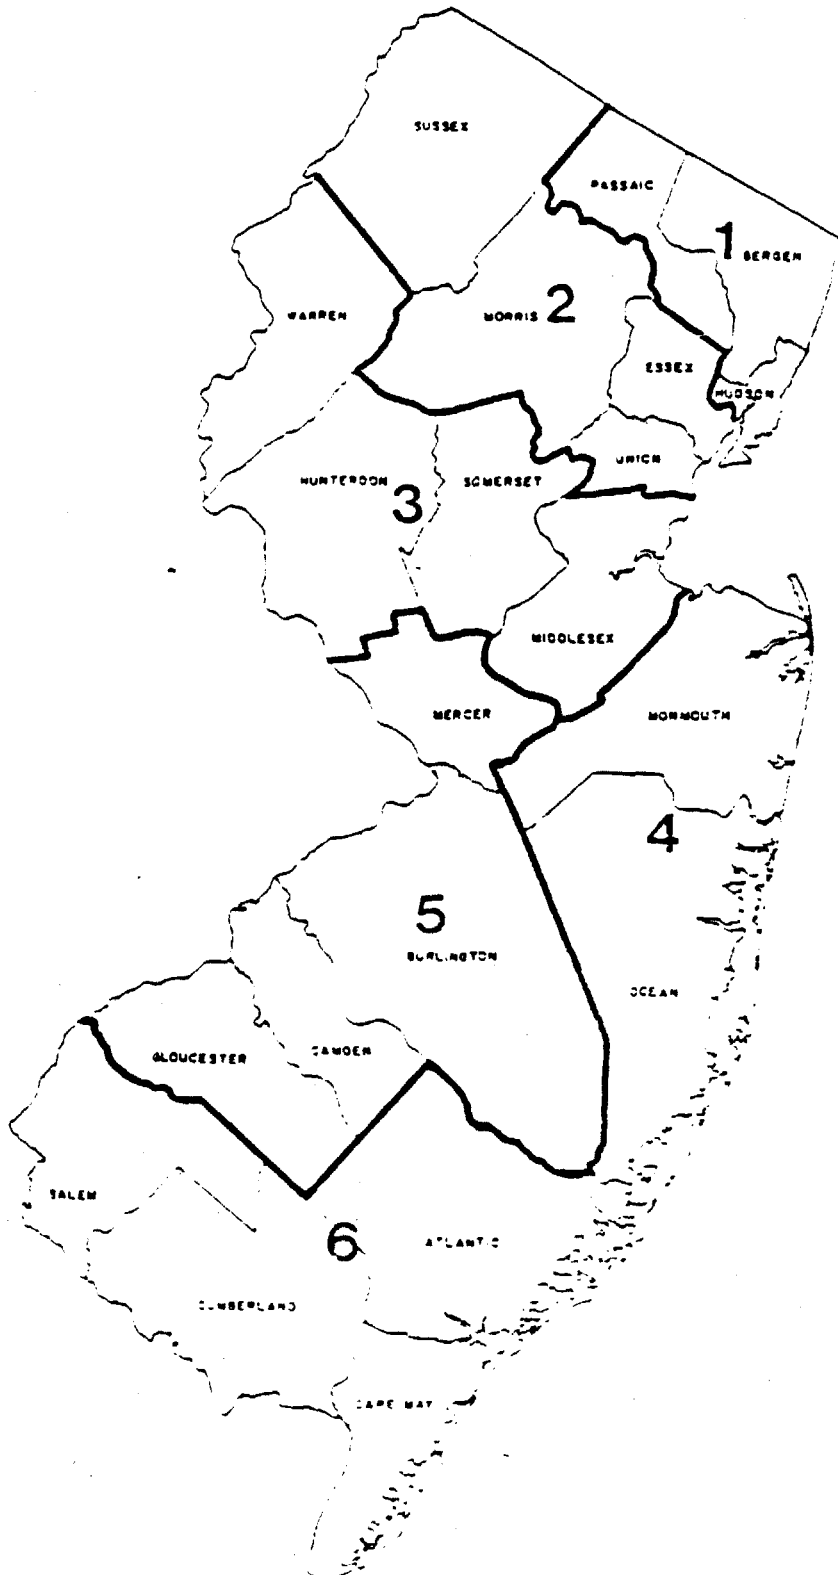 SUSSEX
PASSAIC
1
BERGEN
WARREN
MORRIS
2
ESSEX
HUDSON
UNION
HUNTERDON
SOMERSET
3
MIDDLESEX
MERCER
MONMOUTH
4
5
BURLINGTON
OCEAN
GLOUCESTER
CAMDEN
SALEM
6
ATLANTIC
CUMBERLAND
CAPE MAY